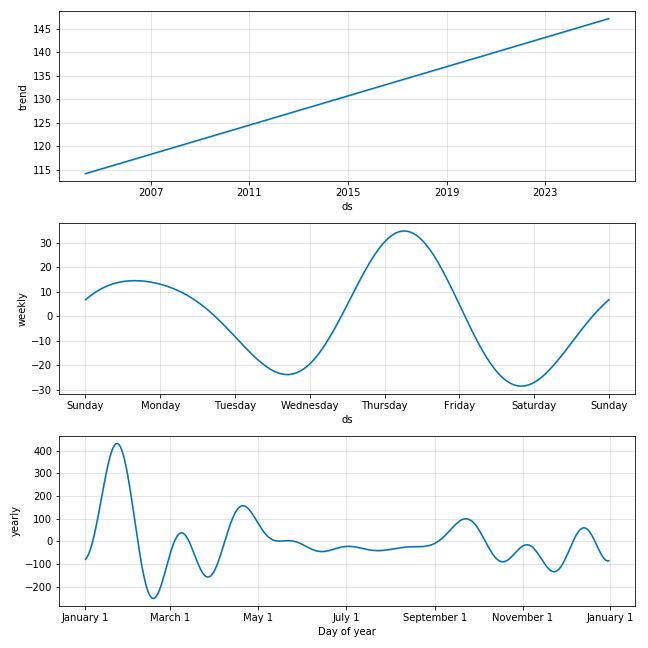 145
140
135
130
125
120
115
trend
2007 2011 2015 2019 2023
ds
30
20
10
0
−10
−20
−30
weekly
Sunday Monday Tuesday Wednesday Thursday Friday Saturday Sunday
ds
400
300
200
100
0
−100
−200
yearly
January 1 March 1 May 1 July 1 September 1 November 1 January 1
Day of year